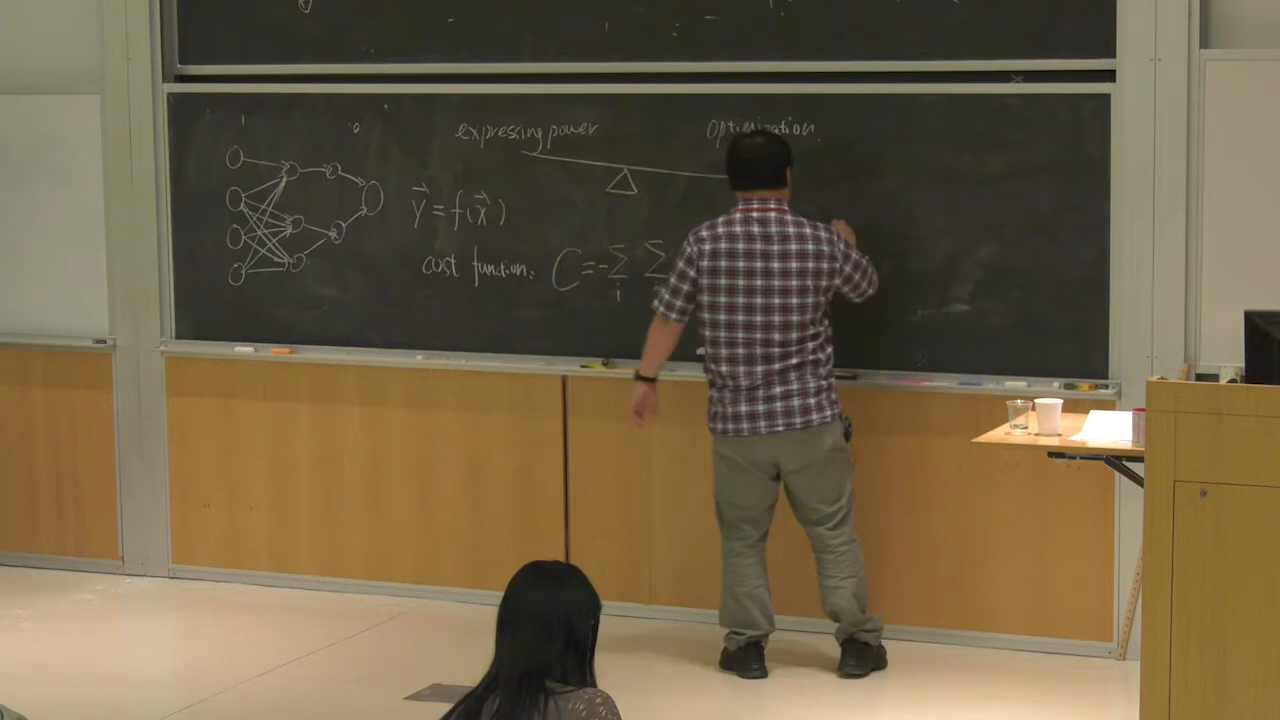 expressing power
optimization.
y⃗ = f(x⃗)
cost function: C = - Σ Σ
i